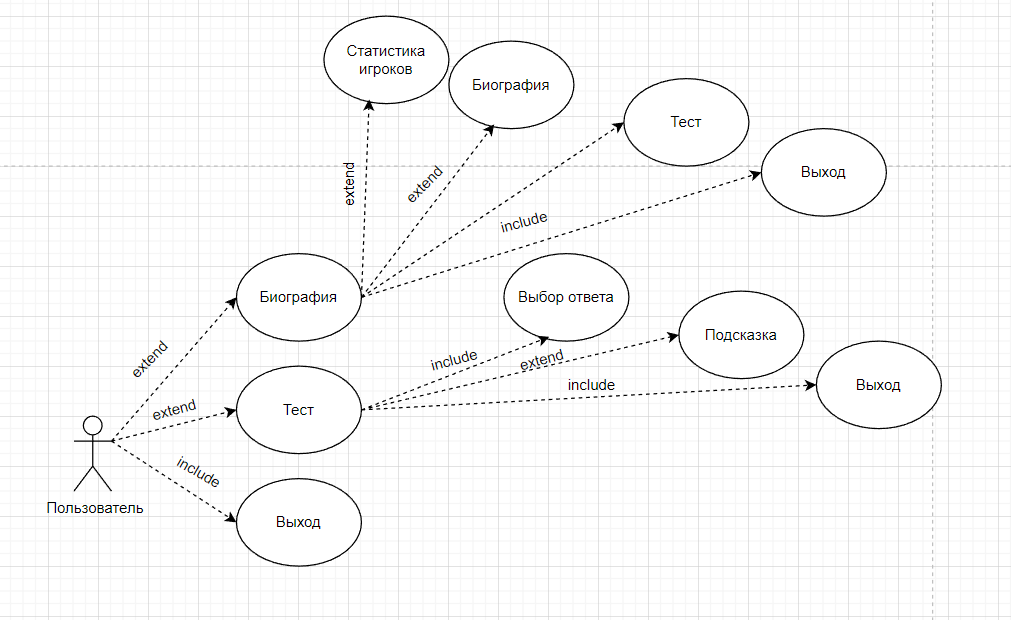 Статистика
игроков
Биография
Тест
Выход
extend
extend
include
Биография
Выбор ответа
Подсказка
extend
include
extend
include
Выход
Тест
extend
include
Выход
Пользователь